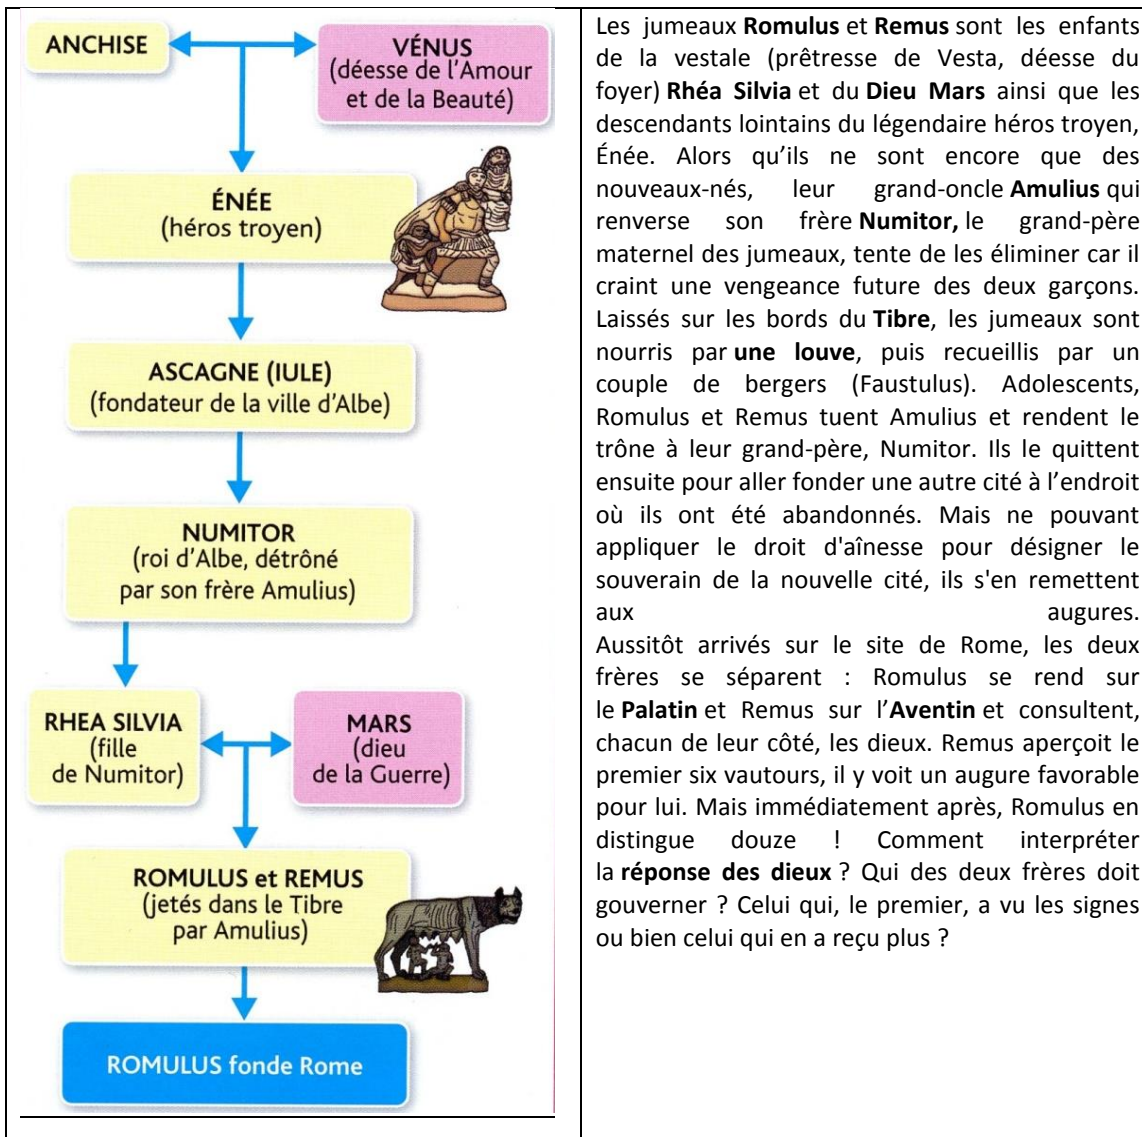 ANCHISE
VÉNUS
(déesse de l'Amour
et de la Beauté)
ÉNÉE
(héros troyen)
ASCAGNE (IULE)
(fondateur de la ville d'Albe)
NUMITOR
(roi d'Albe, détrôné
par son frère Amulius)
RHEA SILVIA
(fille
de Numitor)
MARS
(dieu
de la Guerre)
ROMULUS et REMUS
(jetés dans le Tibre
par Amulius)
ROMULUS fonde Rome
Les jumeaux Romulus et Remus sont les enfants
de la vestale (prêtresse de Vesta, déesse du
foyer) Rhéa Silvia et du Dieu Mars ainsi que les
descendants lointains du légendaire héros troyen,
Énée. Alors qu'ils ne sont encore que des
nouveaux-nés, leur grand-oncle Amulius qui
renverse son frère Numitor, le grand-père
maternel des jumeaux, tente de les éliminer car il
craint une vengeance future des deux garçons.
Laissés sur les bords du Tibre, les jumeaux sont
nourris par une louve, puis recueillis par un
couple de bergers (Faustulus). Adolescents,
Romulus et Remus tuent Amulius et rendent le
trône à leur grand-père, Numitor. Ils le quittent
ensuite pour aller fonder une autre cité à l'endroit
où ils ont été abandonnés. Mais ne pouvant
appliquer le droit d'aînesse pour désigner le
souverain de la nouvelle cité, ils s'en remettent
aux augures.
Aussitôt arrivés sur le site de Rome, les deux
frères se séparent : Romulus se rend sur
le Palatin et Remus sur l'Aventin et consultent,
chacun de leur côté, les dieux. Remus aperçoit le
premier six vautours, il y voit un augure favorable
pour lui. Mais immédiatement après, Romulus en
distingue douze ! Comment interpréter
la réponse des dieux ? Qui des deux frères doit
gouverner ? Celui qui, le premier, a vu les signes
ou bien celui qui en a reçu plus ?